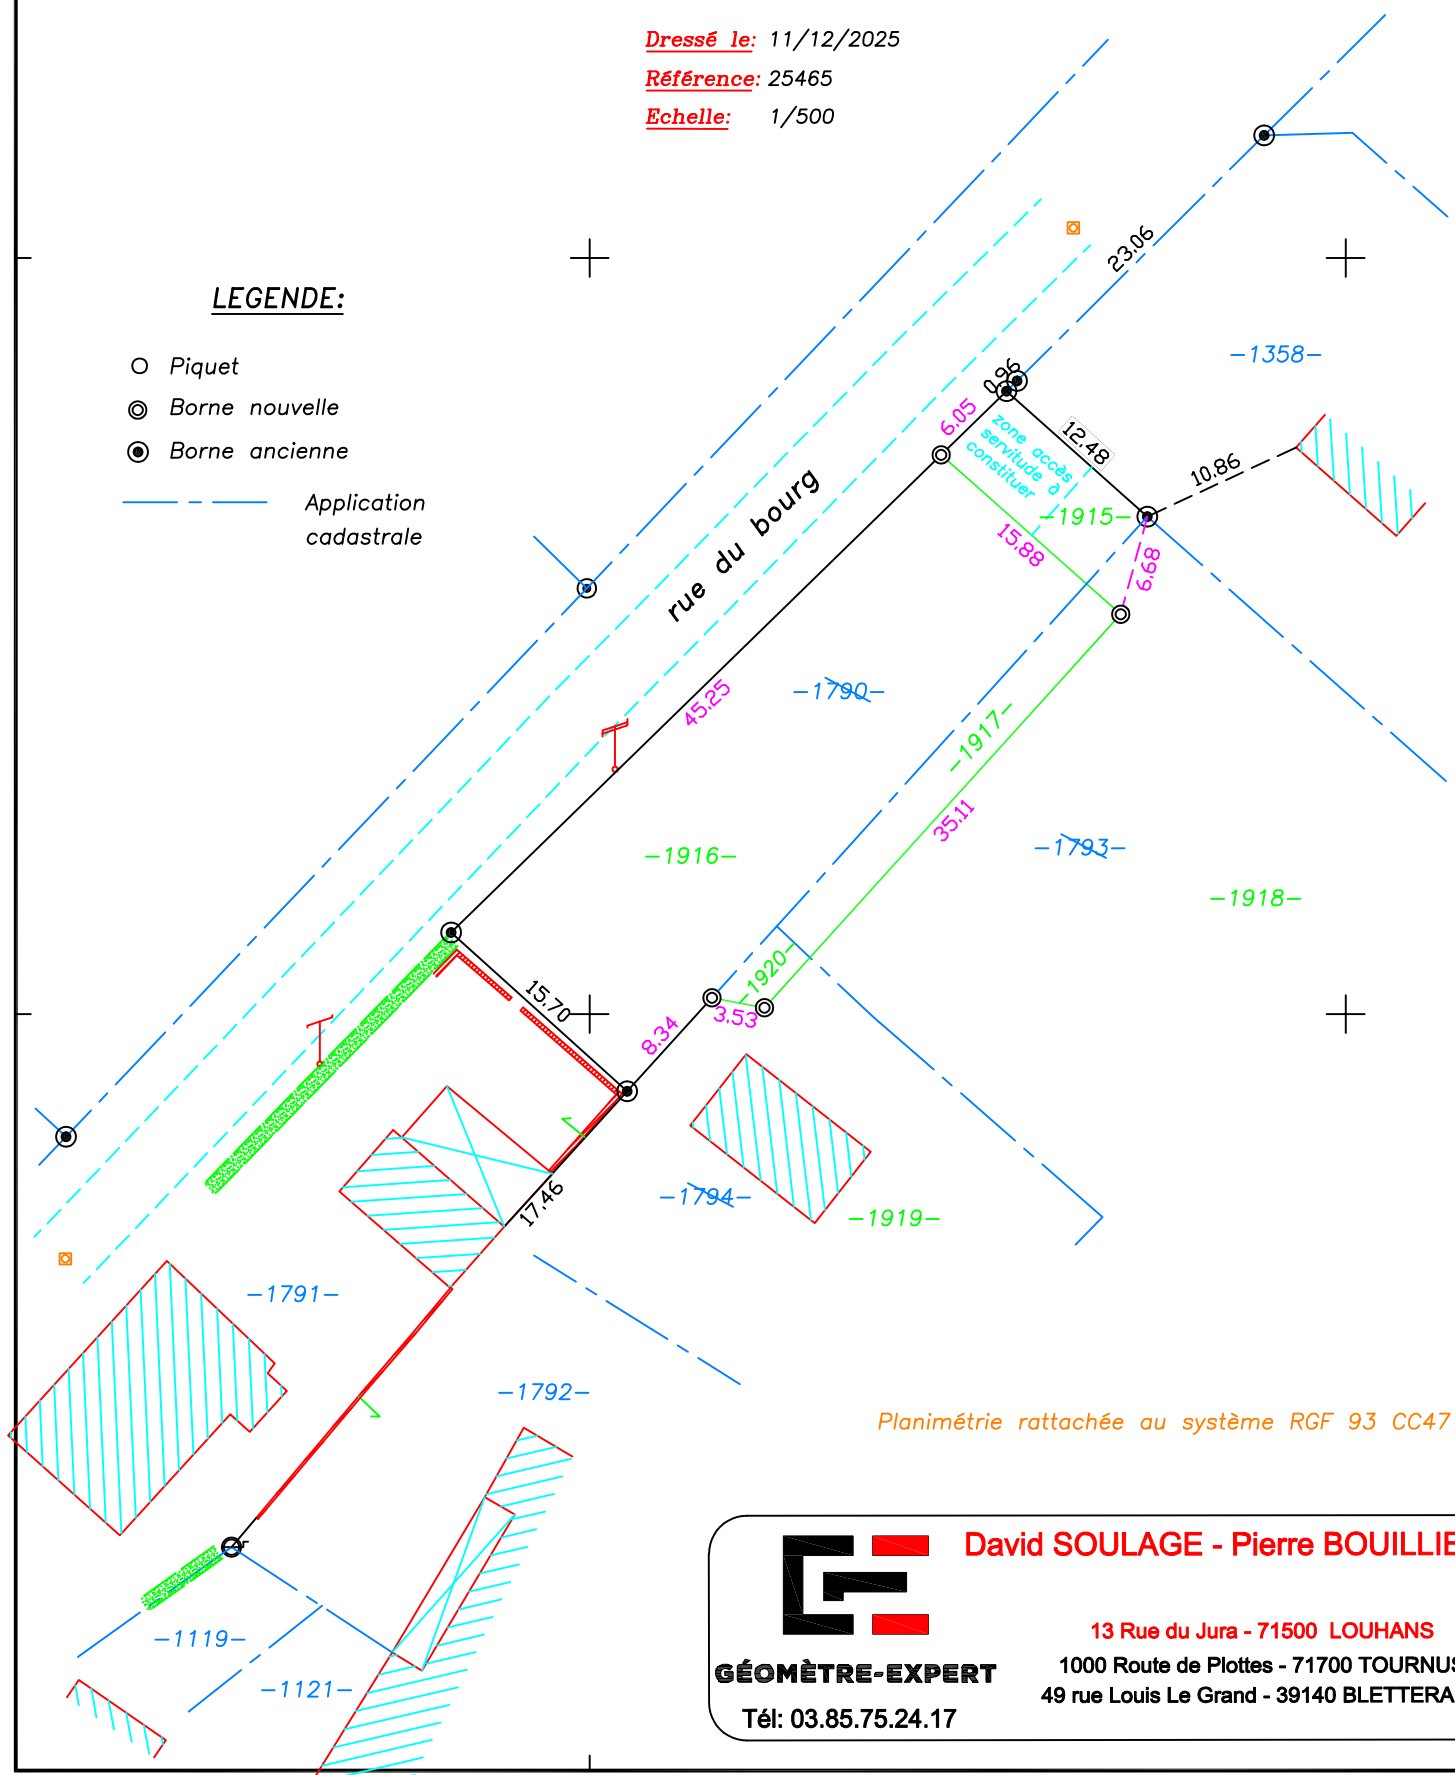 Dressé le: 11/12/2025
Référence: 25465
Echelle: 1/500
LEGENDE:
Piquet
Borne nouvelle
Borne ancienne
Application
cadastrale
23.06
-1358-
0.96
6.05
zone accès
servitude à
constituer
12.48
10.86
-1915-
15.88
6.68
rue du bourg
45.25
-1790-
-1917-
35.11
-1793-
-1916-
-1918-
-1920-
15.70
3.53
8.34
17.46
-1794-
-1919-
-1791-
-1792-
Planimétrie rattachée au système RGF 93 CC47
-1119-
-1121-
David SOULAGE - Pierre BOUILLIE
13 Rue du Jura - 71500 LOUHANS
GÉOMÈTRE-EXPERT
1000 Route de Plottes - 71700 TOURNUS
49 rue Louis Le Grand - 39140 BLETTERA
Tél: 03.85.75.24.17